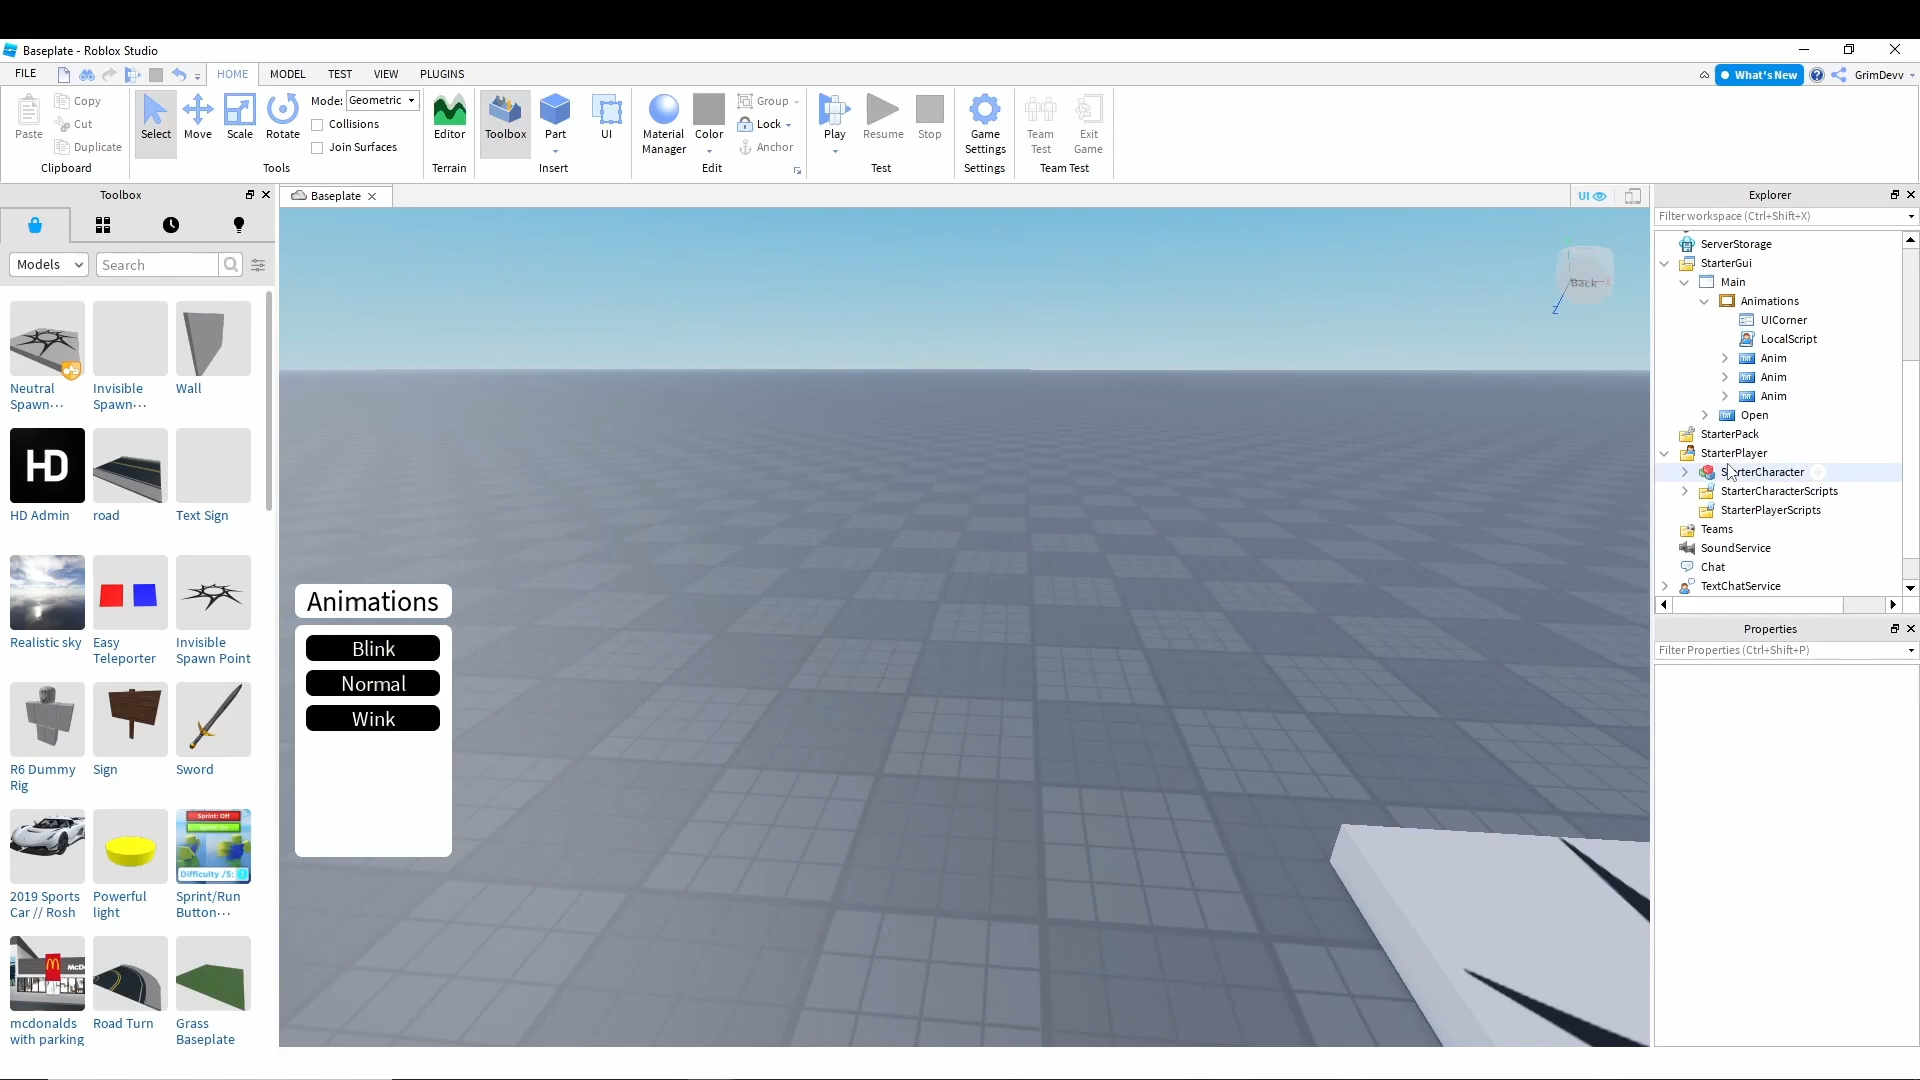 Baseplate - Roblox Studio
FILE HOME MODEL TEST VIEW PLUGINS What's New GrimDevv
Paste Copy Cut Duplicate Clipboard
Select Move Scale Rotate Mode: Geometric Collisions Join Surfaces Tools
Editor Terrain
Toolbox Part UI Insert
Material Manager Color Group Lock Anchor Edit
Play Resume Stop Test
Game Settings Settings
Team Test Exit Game Team Test
Toolbox
Models Search
Neutral Spawn···
Invisible Spawn···
Wall
HD
HD Admin
road
Text Sign
Realistic sky
Easy Teleporter
Invisible Spawn Point
R6 Dummy Rig
Sign
Sword
Sprint: Off
Difficulty /5: 1
2019 Sports Car // Rosh
Powerful light
Sprint/Run Button···
mcdonalds with parking
Road Turn
Grass Baseplate
Baseplate
UI
Back
Z
Animations
Blink
Normal
Wink
Explorer
Filter workspace (Ctrl+Shift+X)
ServerStorage
StarterGui
Main
Animations
UICorner
LocalScript
Anim
Anim
Anim
Open
StarterPack
StarterPlayer
StarterCharacter
StarterCharacterScripts
StarterPlayerScripts
Teams
SoundService
Chat
TextChatService
Properties
Filter Properties (Ctrl+Shift+P)